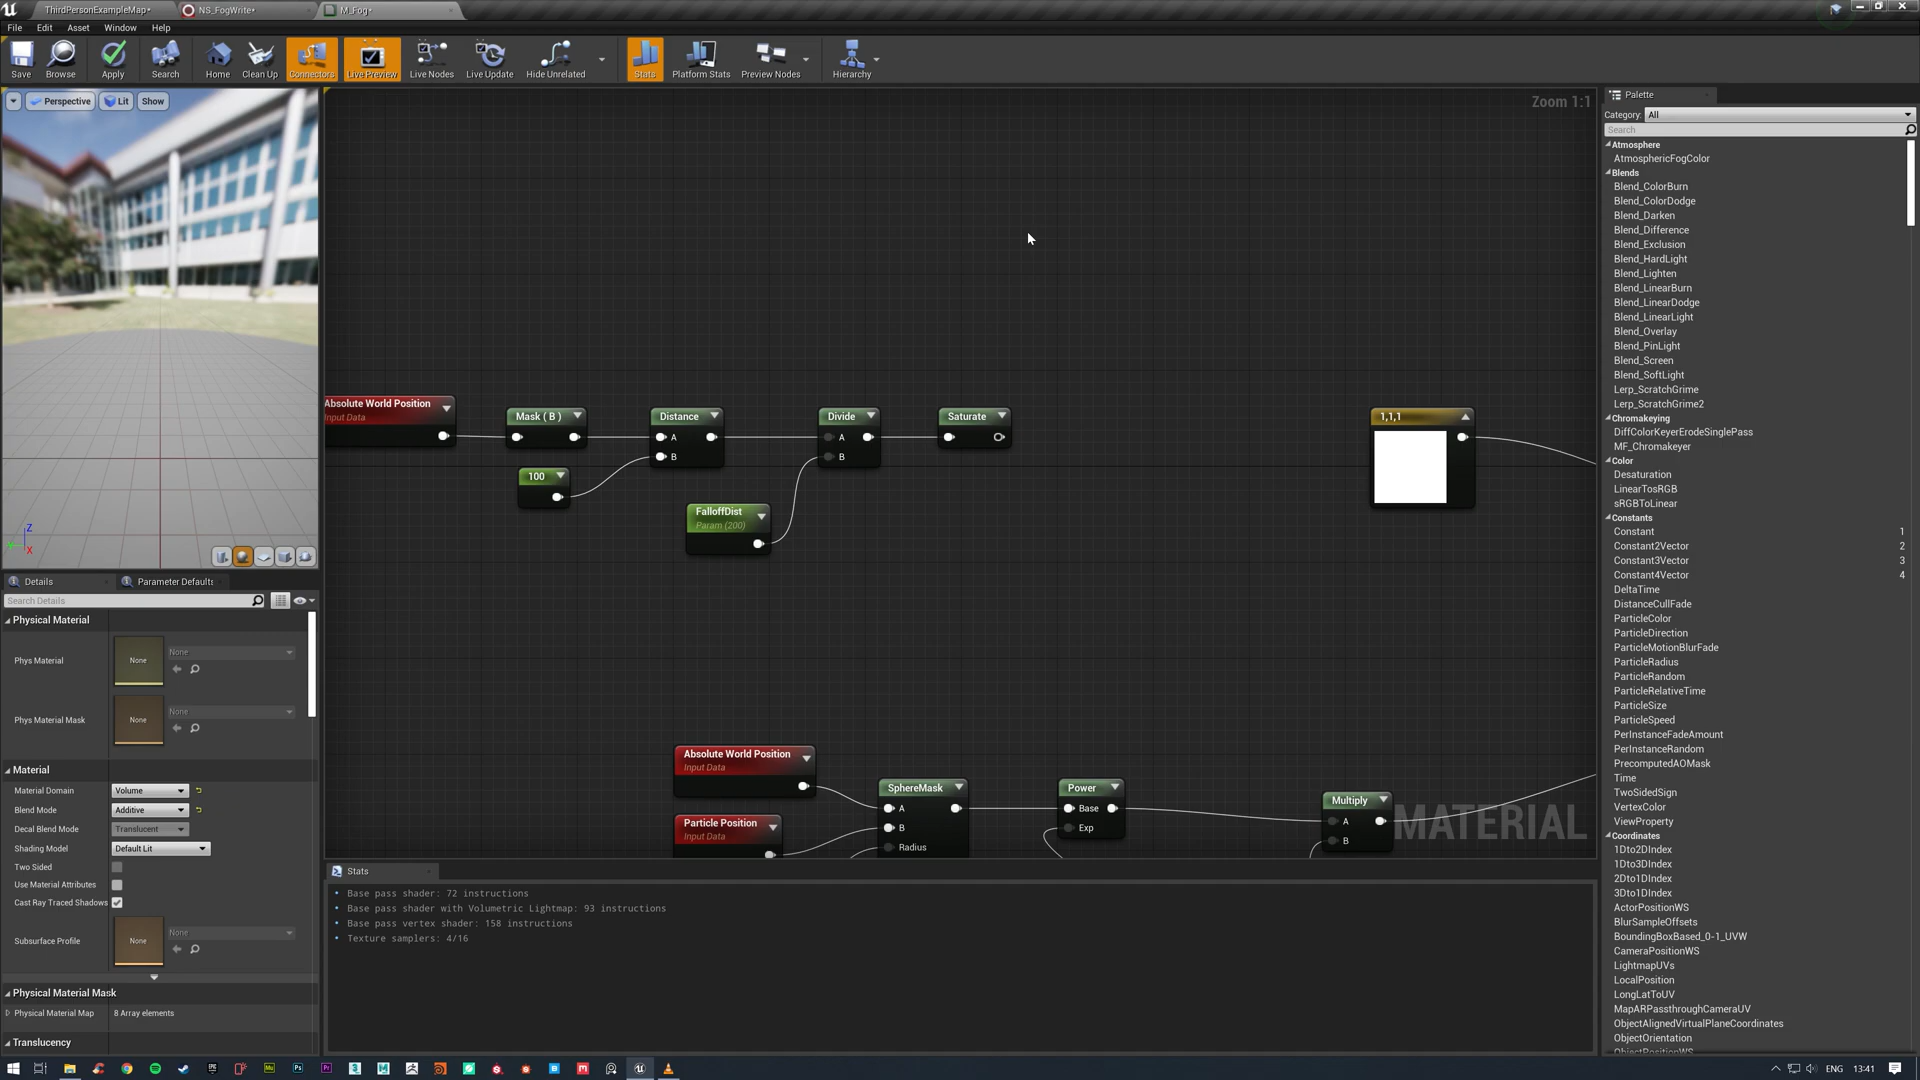 ThirdPersonExampleMap*
NS_FogWrite*
M_Fog*
File Edit Asset Window Help
Save Browse Apply Search Home Clean Up Connectors Live Preview Live Nodes Live Update Hide Unrelated Stats Platform Stats Preview Nodes Hierarchy
Perspective Lit Show
Zoom 1:1
Absolute World Position
Input Data
Mask ( B )
Distance
A
B
Divide
A
B
Saturate
1,1,1
100
FalloffDist
Param (200)
Absolute World Position
Input Data
Particle Position
Input Data
SphereMask
A
B
Radius
Power
Base
Exp
Multiply
A
B
MATERIAL
Z
X
Details
Parameter Defaults
Search Details
Physical Material
Phys Material
None
None
Phys Material Mask
None
None
Material
Material Domain Volume
Blend Mode Additive
Decal Blend Mode Translucent
Shading Model Default Lit
Two Sided
Use Material Attributes
Cast Ray Traced Shadows
Subsurface Profile
None
None
Physical Material Mask
Physical Material Map 8 Array elements
Translucency
Stats
Base pass shader: 72 instructions
Base pass shader with Volumetric Lightmap: 93 instructions
Base pass vertex shader: 158 instructions
Texture samplers: 4/16
Palette
Category: All
Search
Atmosphere
AtmosphericFogColor
Blends
Blend_ColorBurn
Blend_ColorDodge
Blend_Darken
Blend_Difference
Blend_Exclusion
Blend_HardLight
Blend_Lighten
Blend_LinearBurn
Blend_LinearDodge
Blend_LinearLight
Blend_Overlay
Blend_PinLight
Blend_Screen
Blend_SoftLight
Lerp_ScratchGrime
Lerp_ScratchGrime2
Chromakeying
DiffColorKeyerErodeSinglePass
MF_Chromakeyer
Color
Desaturation
LinearTosRGB
sRGBToLinear
Constants
Constant 1
Constant2Vector 2
Constant3Vector 3
Constant4Vector 4
DeltaTime
DistanceCullFade
ParticleColor
ParticleDirection
ParticleMotionBlurFade
ParticleRadius
ParticleRandom
ParticleRelativeTime
ParticleSize
ParticleSpeed
PerInstanceFadeAmount
PerInstanceRandom
PrecomputedAOMask
Time
TwoSidedSign
VertexColor
ViewProperty
Coordinates
1Dto2DIndex
1Dto3DIndex
2Dto1DIndex
3Dto1DIndex
ActorPositionWS
BlurSampleOffsets
BoundingBoxBased_0-1_UVW
CameraPositionWS
LightmapUVs
LocalPosition
LongLatToUV
MapARPassthroughCameraUV
ObjectAlignedVirtualPlaneCoordinates
ObjectOrientation
ObjectPositionWS
ENG 13:41